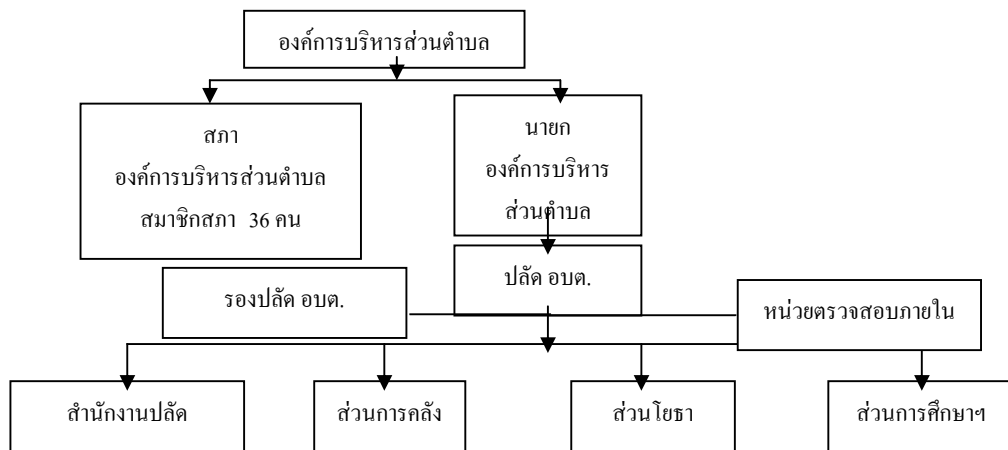 องค์การบริหารส่วนตำบล
สภา
องค์การบริหารส่วนตำบล
สมาชิกสภา 36 คน
นายก
องค์การบริหาร
ส่วนตำบล
ปลัด อบต.
รองปลัด อบต.
หน่วยตรวจสอบภายใน
สำนักงานปลัด
ส่วนการคลัง
ส่วนโยธา
ส่วนการศึกษาฯ